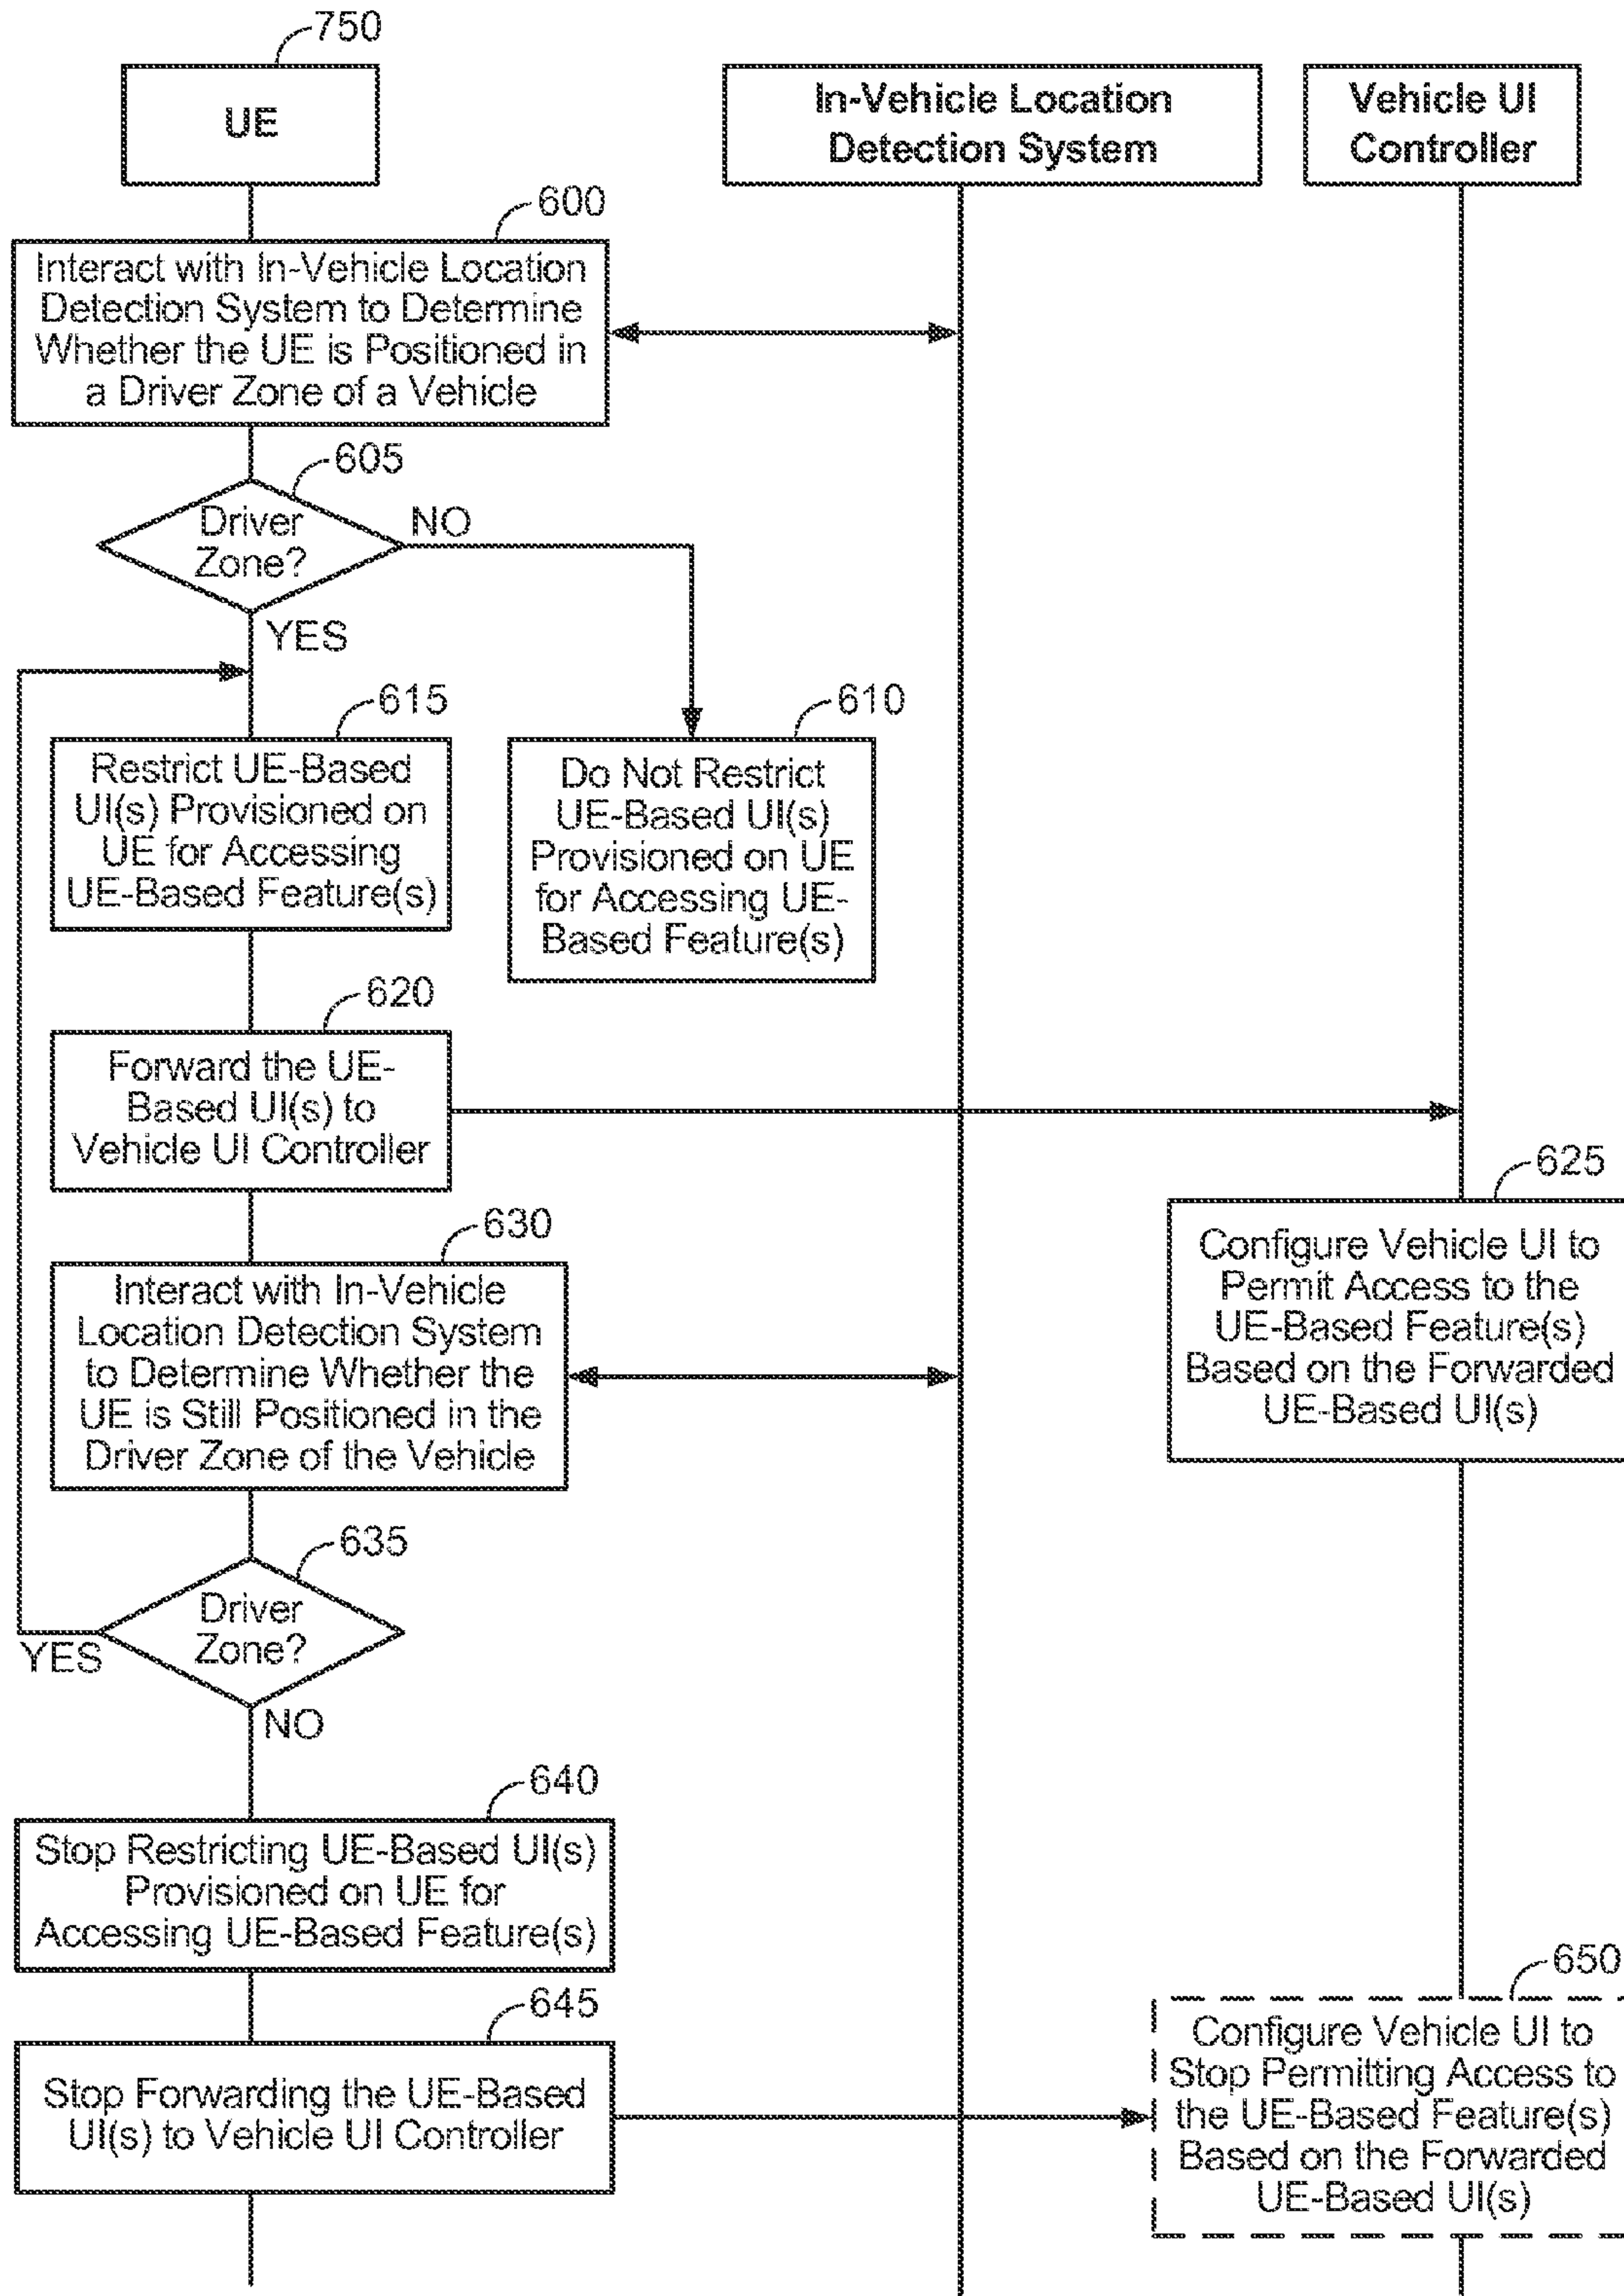 750
UE
In-Vehicle Location
Detection System
Vehicle UI
Controller
600
Interact with In-Vehicle Location
Detection System to Determine
Whether the UE is Positioned in
a Driver Zone of a Vehicle
605
Driver
Zone?
NO
YES
615
Restrict UE-Based
UI(s) Provisioned on
UE for Accessing
UE-Based Feature(s)
610
Do Not Restrict
UE-Based UI(s)
Provisioned on UE
for Accessing UE-
Based Feature(s)
620
Forward the UE-
Based UI(s) to
Vehicle UI Controller
625
Configure Vehicle UI to
Permit Access to the
UE-Based Feature(s)
Based on the Forwarded
UE-Based UI(s)
630
Interact with In-Vehicle
Location Detection System
to Determine Whether the
UE is Still Positioned in the
Driver Zone of the Vehicle
635
Driver
Zone?
YES
NO
640
Stop Restricting UE-Based UI(s)
Provisioned on UE for
Accessing UE-Based Feature(s)
645
Stop Forwarding the UE-Based
UI(s) to Vehicle UI Controller
650
Configure Vehicle UI to
Stop Permitting Access to
the UE-Based Feature(s)
Based on the Forwarded
UE-Based UI(s)